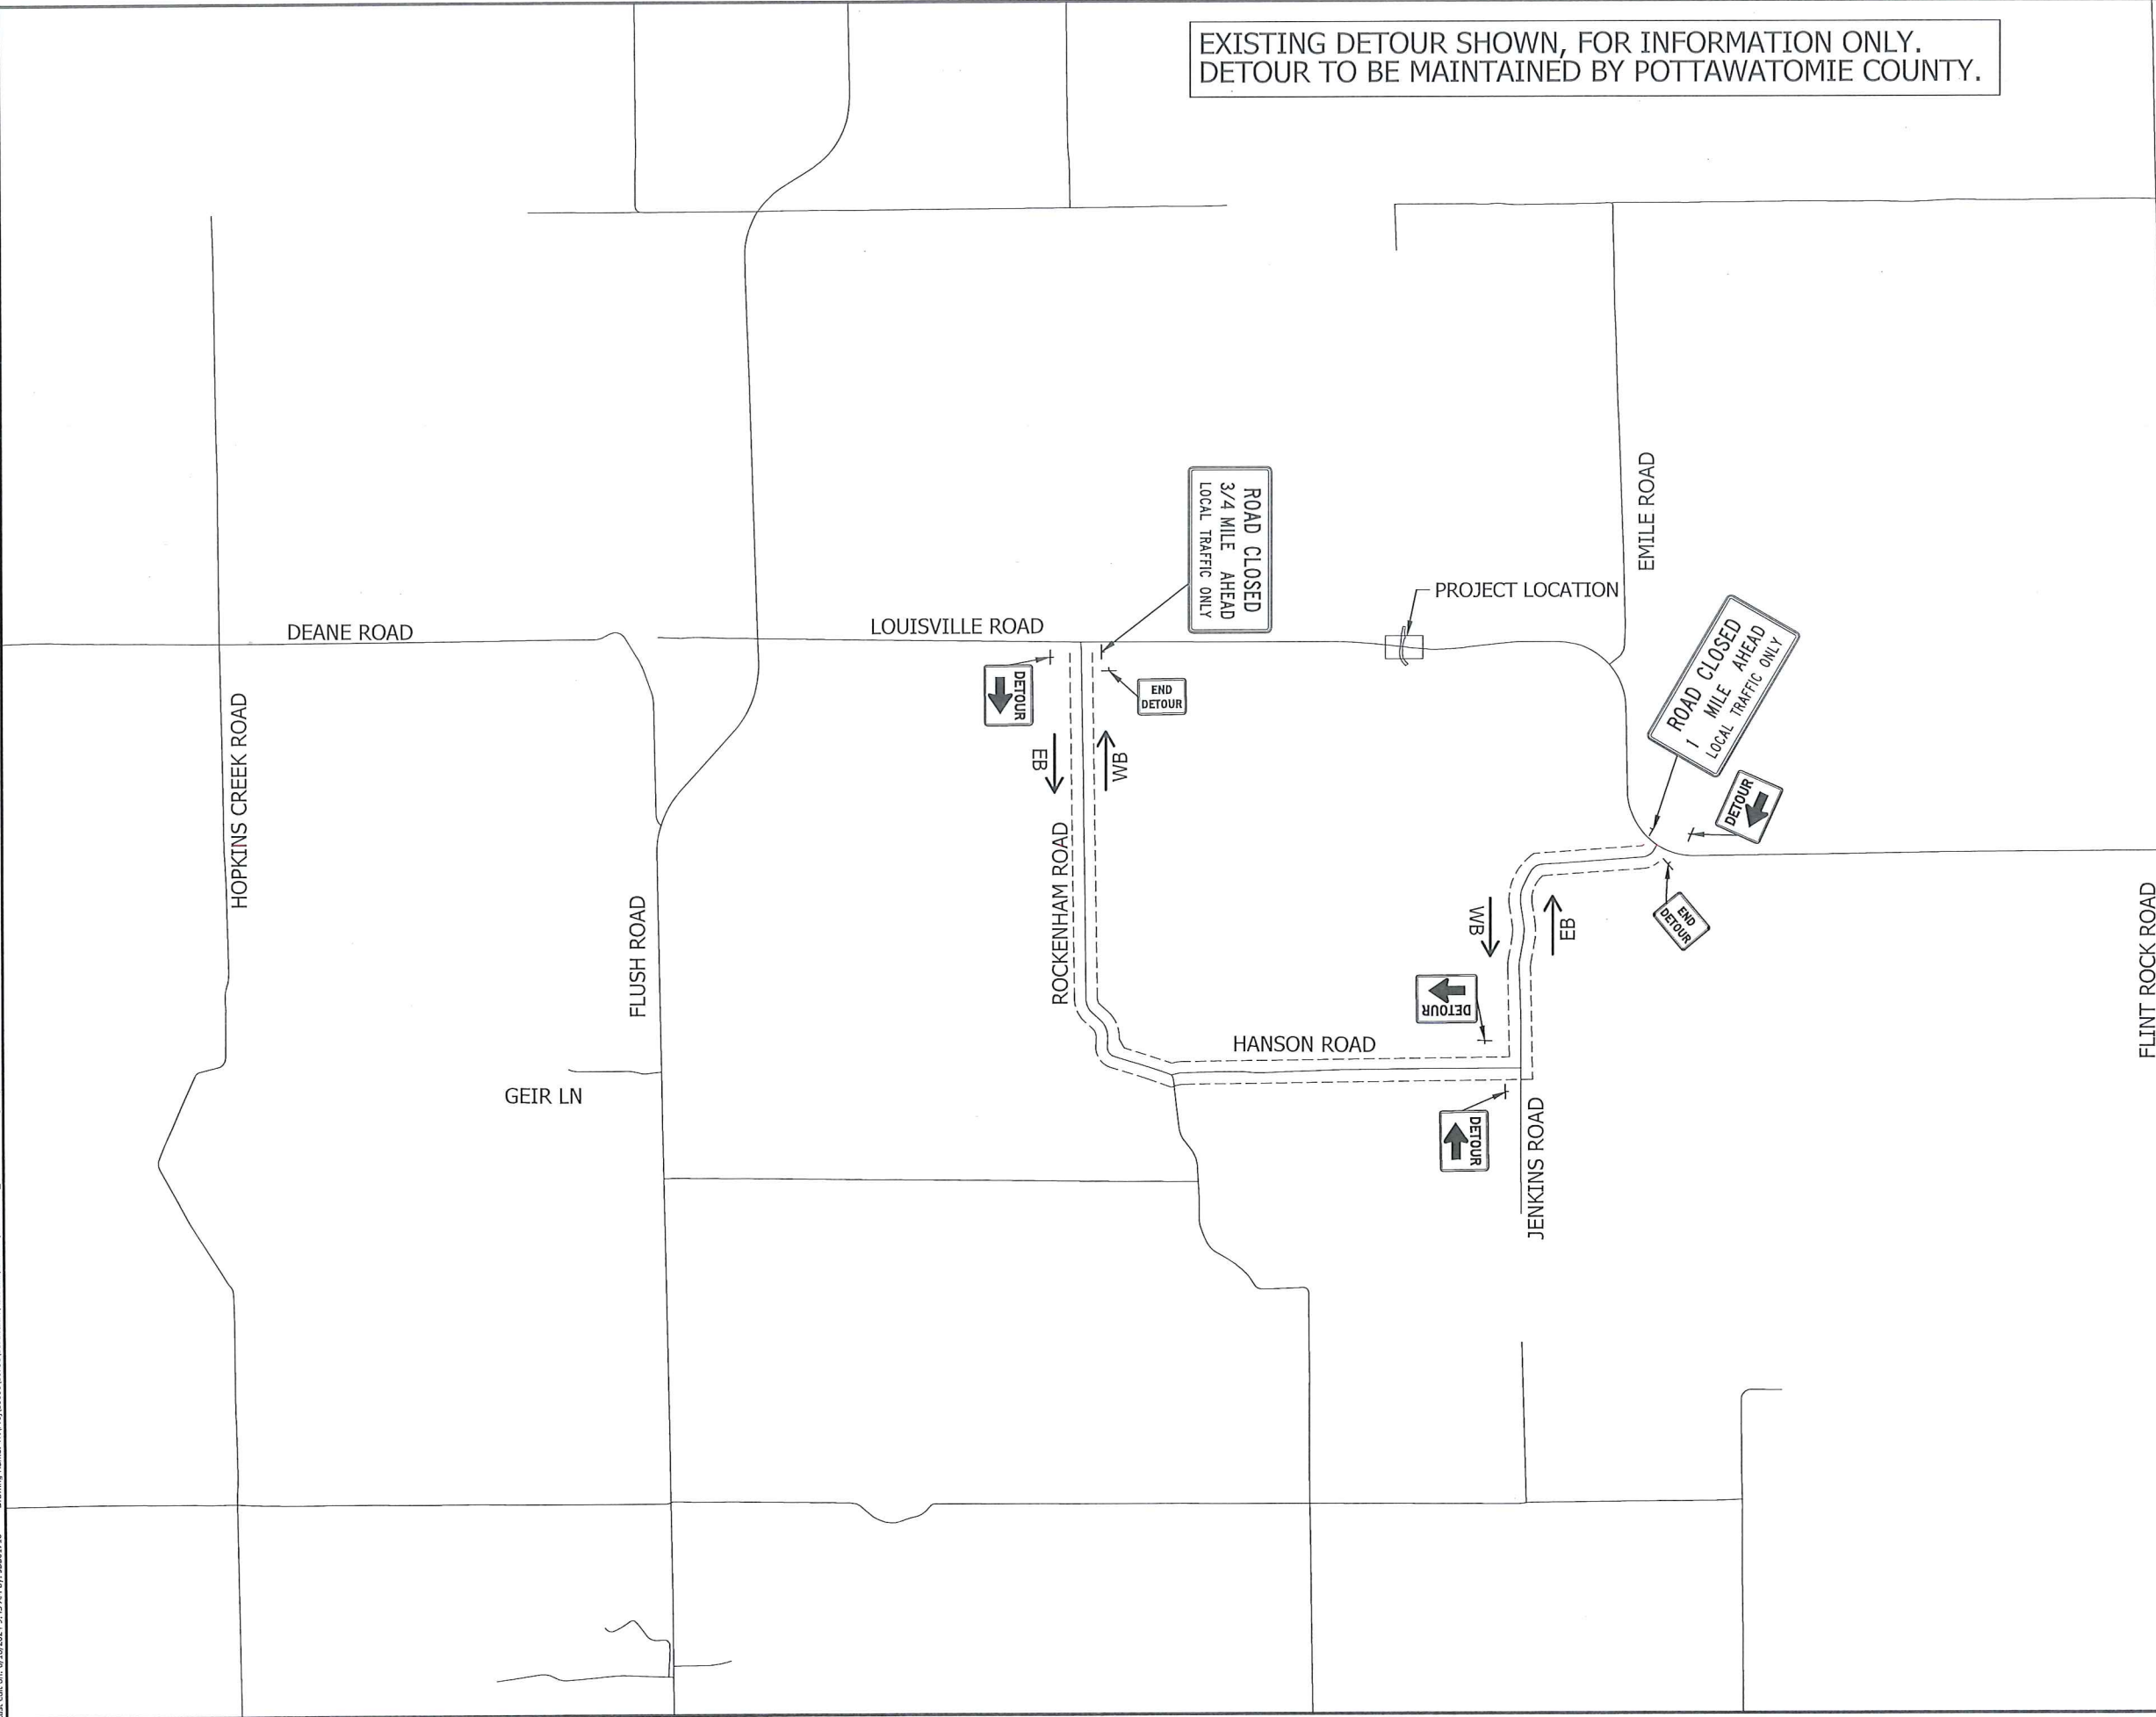 EXISTING DETOUR SHOWN, FOR INFORMATION ONLY.
DETOUR TO BE MAINTAINED BY POTTAWATOMIE COUNTY.
ROAD CLOSED
3/4 MILE AHEAD
LOCAL TRAFFIC ONLY
EMILE ROAD
PROJECT LOCATION
ROAD CLOSED
1 MILE AHEAD
LOCAL TRAFFIC ONLY
DEANE ROAD
LOUISVILLE ROAD
DETOUR
END
DETOUR
HOPKINS CREEK ROAD
EB
WB
DETOUR
ROCKENHAM ROAD
FLUSH ROAD
WB
EB
END
DETOUR
FLINT ROCK ROAD
DETOUR
HANSON ROAD
GEIR LN
DETOUR
JENKINS ROAD